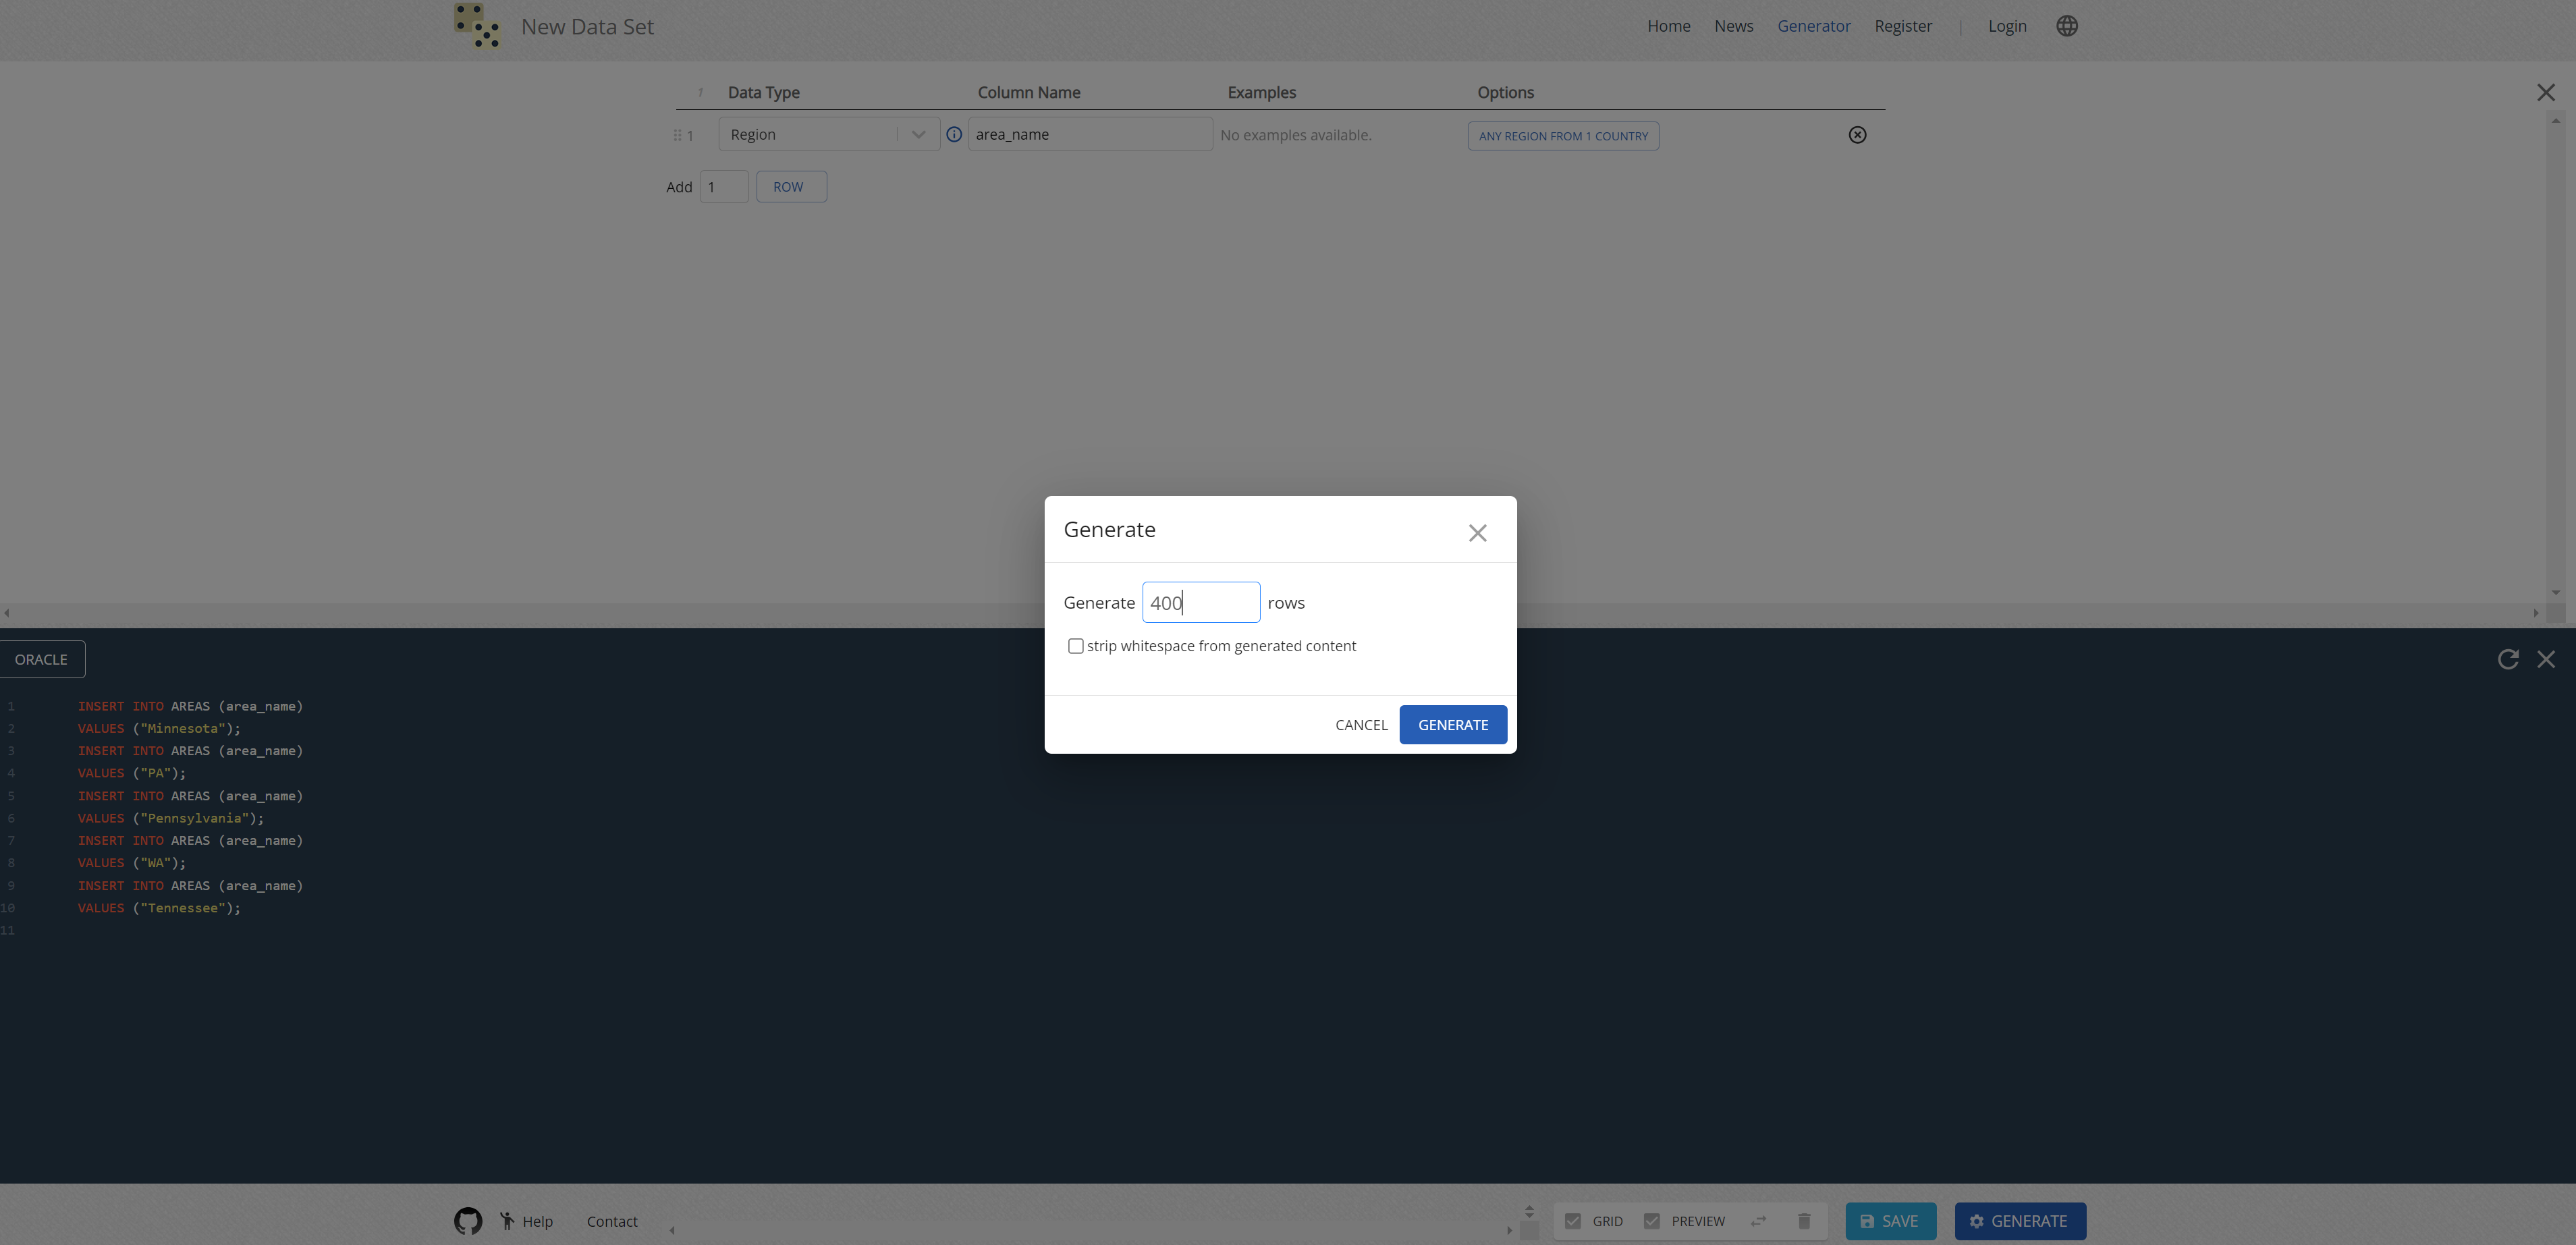 New Data Set
Home News Generator Register | Login
1 Data Type Column Name Examples Options
1 Region area_name No examples available. ANY REGION FROM 1 COUNTRY
Add 1 ROW
Generate
Generate 400 rows
strip whitespace from generated content
CANCEL GENERATE
ORACLE
1 INSERT INTO AREAS (area_name)
2 VALUES ("Minnesota");
3 INSERT INTO AREAS (area_name)
4 VALUES ("PA");
5 INSERT INTO AREAS (area_name)
6 VALUES ("Pennsylvania");
7 INSERT INTO AREAS (area_name)
8 VALUES ("WA");
9 INSERT INTO AREAS (area_name)
10 VALUES ("Tennessee");
11
Help Contact GRID PREVIEW SAVE GENERATE